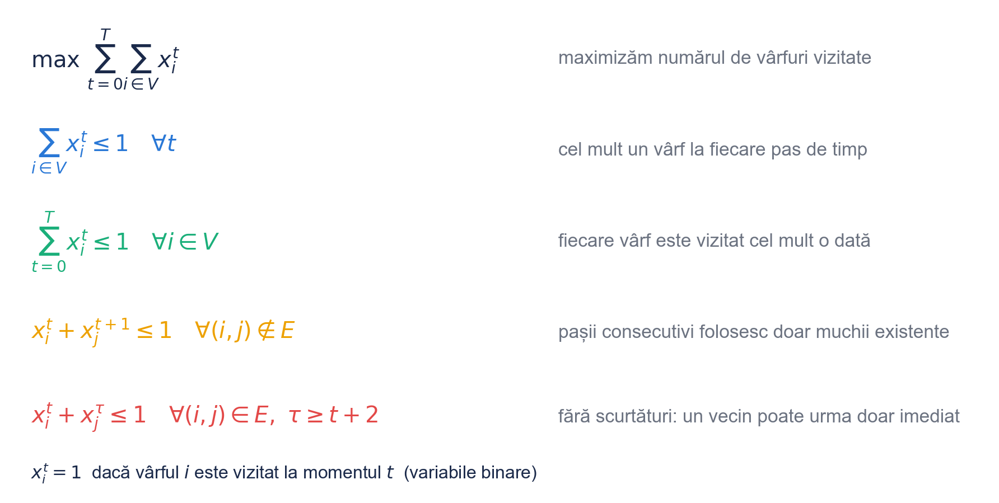 max ∑_{t=0}^{T} ∑_{i∈V} x_i^t maximizăm numărul de vârfuri vizitate
∑_{i∈V} x_i^t ≤ 1 ∀t cel mult un vârf la fiecare pas de timp
∑_{t=0}^{T} x_i^t ≤ 1 ∀i ∈ V fiecare vârf este vizitat cel mult o dată
x_i^t + x_j^{t+1} ≤ 1 ∀(i, j) ∉ E pașii consecutivi folosesc doar muchii existente
x_i^t + x_j^τ ≤ 1 ∀(i, j) ∈ E, τ ≥ t + 2 fără scurtături: un vecin poate urma doar imediat
x_i^t = 1 dacă vârful i este vizitat la momentul t (variabile binare)